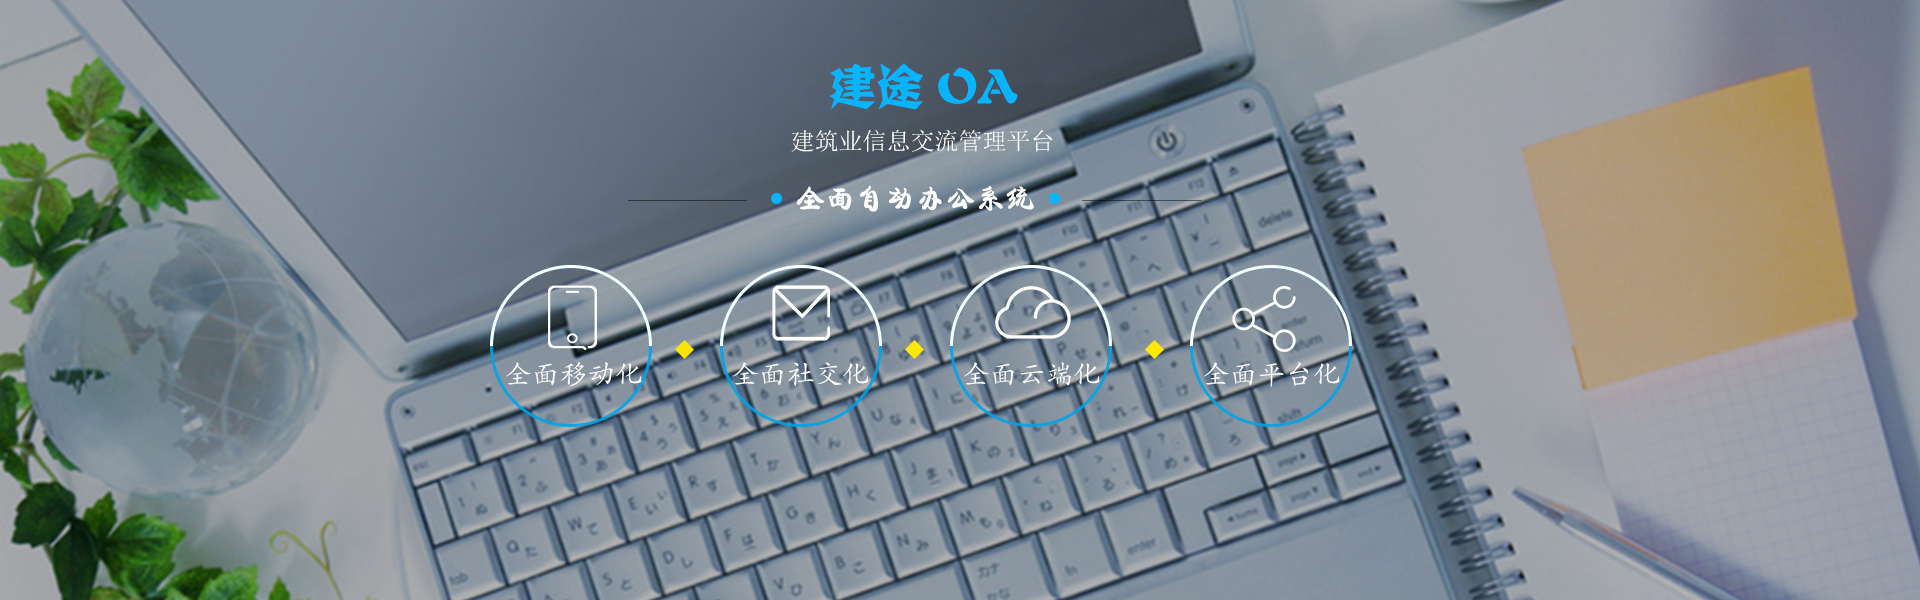 建途 OA
建筑业信息交流管理平台
全面自动办公系统
全面移动化
全面社交化
全面云端化
全面平台化